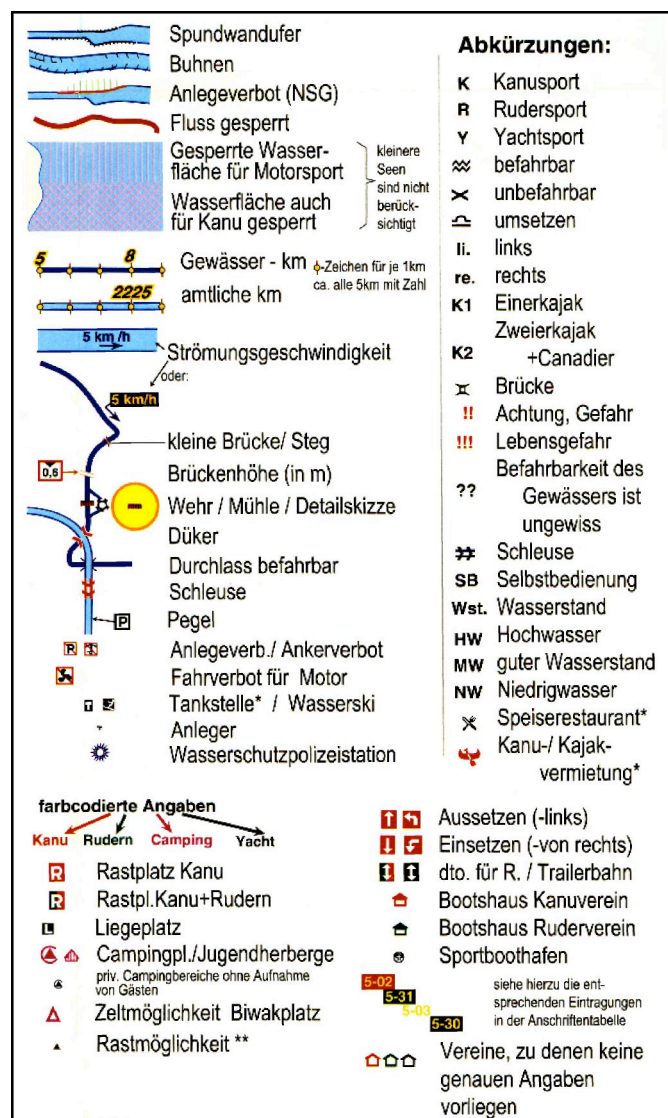 Spundwandufer
Buhnen
Anlegeverbot (NSG)
Fluss gesperrt
Gesperrte Wasser-
fläche für Motorsport
Wasserfläche auch
für Kanu gesperrt
kleinere
Seen
sind nicht
berück-
sichtigt
5 8
Gewässer - km
-Zeichen für je 1km
ca. alle 5km mit Zahl
2225
amtliche km
5 km /h
Strömungsgeschwindigkeit
oder:
5 km/h
kleine Brücke/ Steg
0,6
Brückenhöhe (in m)
Wehr / Mühle / Detailskizze
Düker
Durchlass befahrbar
Schleuse
P
Pegel
R
Anlegeverb./ Ankerverbot
Fahrverbot für Motor
T
Tankstelle* / Wasserski
Anleger
Wasserschutzpolizeistation
Abkürzungen:
K Kanusport
R Rudersport
Y Yachtsport
befahrbar
unbefahrbar
umsetzen
li. links
re. rechts
K1 Einerkajak
Zweierkajak
K2 +Canadier
Brücke
!! Achtung, Gefahr
!!! Lebensgefahr
Befahrbarkeit des
?? Gewässers ist
ungewiss
Schleuse
SB Selbstbedienung
Wst. Wasserstand
HW Hochwasser
MW guter Wasserstand
NW Niedrigwasser
Speiserestaurant*
Kanu-/ Kajak-
vermietung*
farbcodierte Angaben
Kanu Rudern Camping Yacht
R Rastplatz Kanu
R Rastpl.Kanu+Rudern
L Liegeplatz
Campingpl./Jugendherberge
priv. Campingbereiche ohne Aufnahme
von Gästen
Zeltmöglichkeit Biwakplatz
Rastmöglichkeit **
Aussetzen (-links)
Einsetzen (-von rechts)
dto. für R. / Trailerbahn
Bootshaus Kanuverein
Bootshaus Ruderverein
Sportboothafen
5-02
5-31
5-03
5-30
siehe hierzu die ent-
sprechenden Eintragungen
in der Anschriftentabelle
Vereine, zu denen keine
genauen Angaben
vorliegen